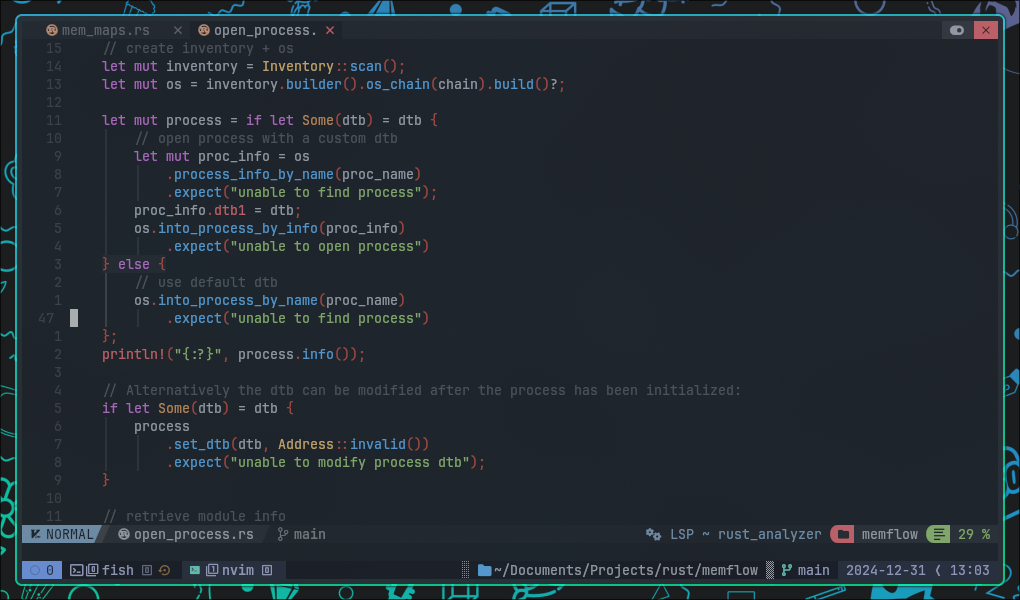 mem_maps.rs × open_process. ×
15 // create inventory + os
14 let mut inventory = Inventory::scan();
13 let mut os = inventory.builder().os_chain(chain).build()?;
12
11 let mut process = if let Some(dtb) = dtb {
10 // open process with a custom dtb
9 let mut proc_info = os
8 .process_info_by_name(proc_name)
7 .expect("unable to find process");
6 proc_info.dtb1 = dtb;
5 os.into_process_by_info(proc_info)
4 .expect("unable to open process")
3 } else {
2 // use default dtb
1 os.into_process_by_name(proc_name)
47 .expect("unable to find process")
1 };
2 println!("{:?}", process.info());
3
4 // Alternatively the dtb can be modified after the process has been initialized:
5 if let Some(dtb) = dtb {
6 process
7 .set_dtb(dtb, Address::invalid())
8 .expect("unable to modify process dtb");
9 }
10
11 // retrieve module info
NORMAL open_process.rs main LSP ~ rust_analyzer memflow 29 %
0 0 fish 0 1 nvim 0 ~/Documents/Projects/rust/memflow main 2024-12-31 ⟨ 13:03